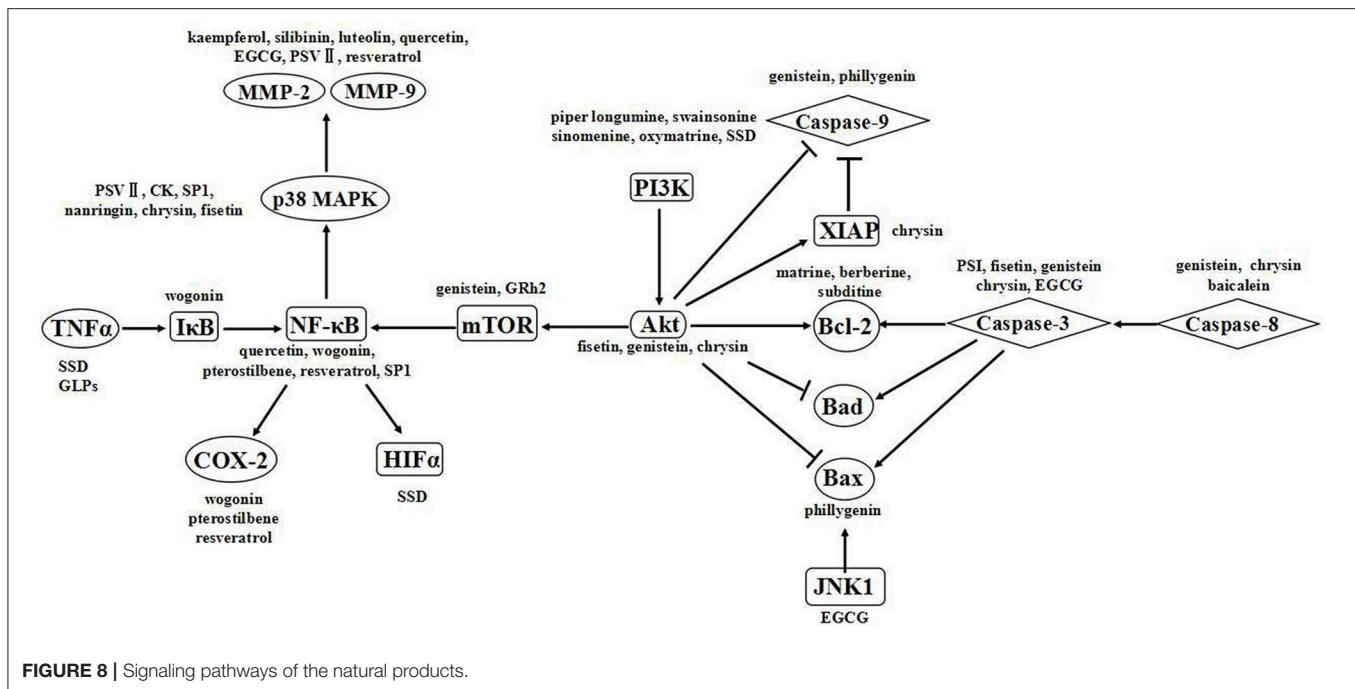 kaempferol, silibinin, luteolin, quercetin,
EGCG, PSV Ⅱ, resveratrol
MMP-2
MMP-9
genistein, phillygenin
Caspase-9
piper longumine, swainsonine
sinomenine, oxymatrine, SSD
PI3K
PSV Ⅱ, CK, SP1,
nanringin, chrysin, fisetin
p38 MAPK
XIAP
chrysin
matrine, berberine,
subditine
PSI, fisetin, genistein
chrysin, EGCG
genistein, chrysin
baicalein
wogonin
genistein, GRh2
TNFα
IκB
NF-κB
mTOR
Akt
Bcl-2
Caspase-3
Caspase-8
SSD
GLPs
quercetin, wogonin,
pterostilbene, resveratrol, SP1
fisetin, genistein, chrysin
Bad
COX-2
HIFα
Bax
wogonin
pterostilbene
resveratrol
SSD
phillygenin
JNK1
EGCG
FIGURE 8 | Signaling pathways of the natural products.